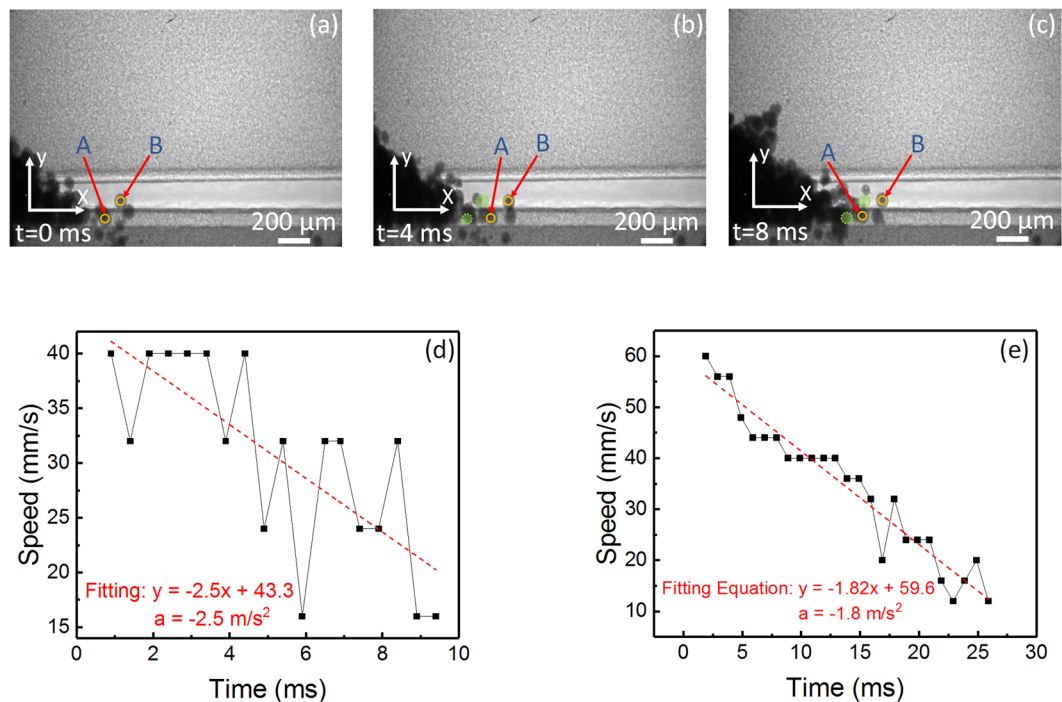 (a)
A
B
y
X
t=0 ms
200 µm
(b)
A
B
y
X
t=4 ms
200 µm
(c)
A
B
y
X
t=8 ms
200 µm
(d)
40
35
30
25
20
15
Speed (mm/s)
Fitting: y = -2.5x + 43.3
a = -2.5 m/s²
0 2 4 6 8 10
Time (ms)
(e)
60
50
40
30
20
10
Speed (mm/s)
Fitting Equation: y = -1.82x + 59.6
a = -1.8 m/s²
0 5 10 15 20 25 30
Time (ms)